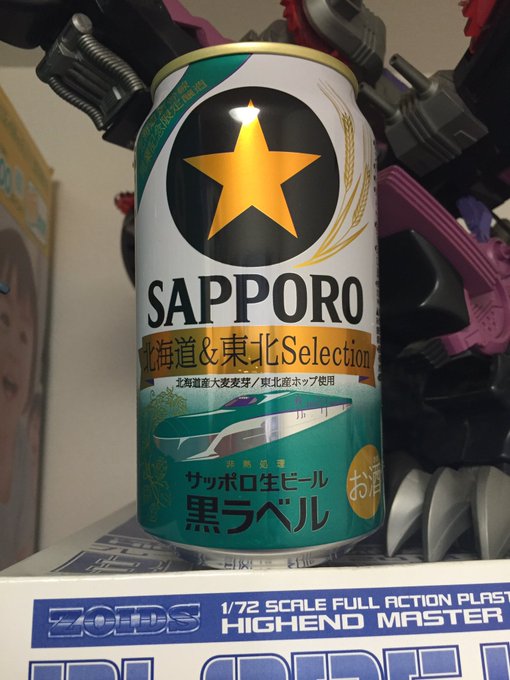 SAPPORO
北海道&東北Selection
北海道産大麦麦芽/東北産ホップ使用
非熱処理
サッポロ生ビール
黒ラベル
お酒
ZOIDS
1/72 SCALE FULL ACTION PLAST
HIGHEND MASTER